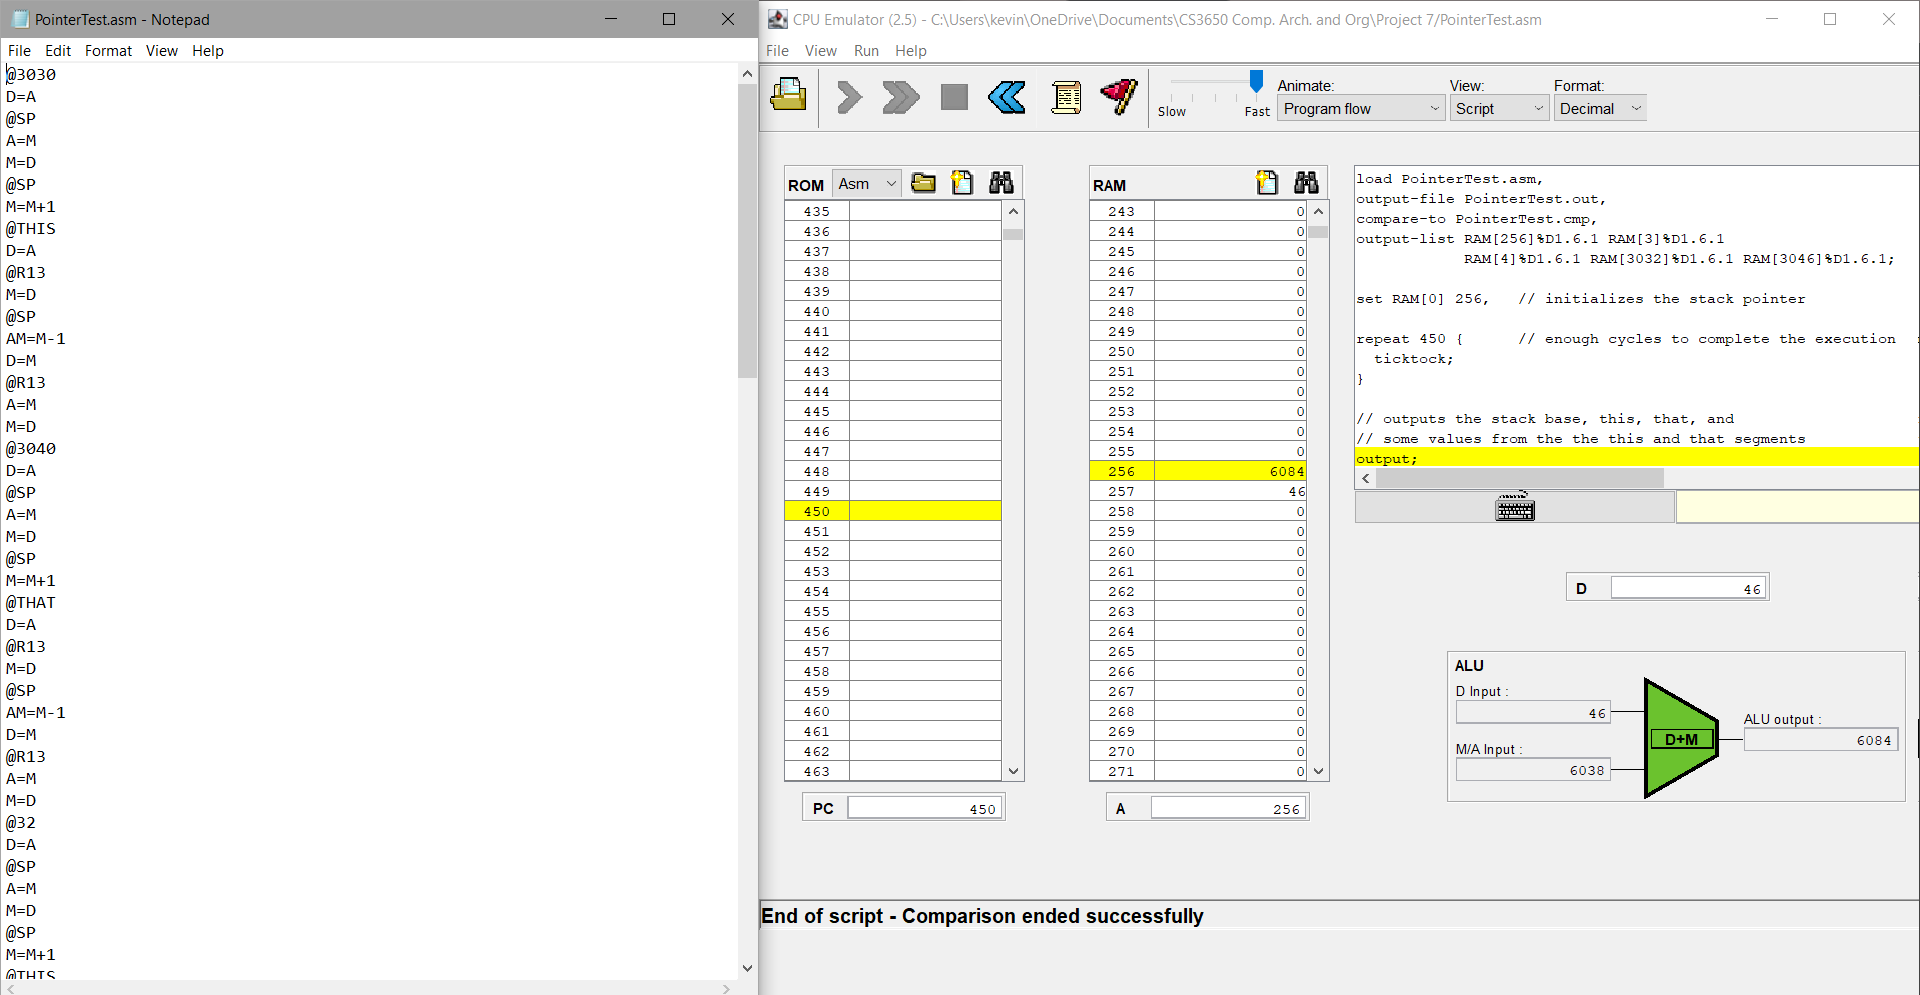 PointerTest.asm - Notepad
File Edit Format View Help
@3030
D=A
@SP
A=M
M=D
@SP
M=M+1
@THIS
D=A
@R13
M=D
@SP
AM=M-1
D=M
@R13
A=M
M=D
@3040
D=A
@SP
A=M
M=D
@SP
M=M+1
@THAT
D=A
@R13
M=D
@SP
AM=M-1
D=M
@R13
A=M
M=D
@32
D=A
@SP
A=M
M=D
@SP
M=M+1
@THIS
CPU Emulator (2.5) - C:\Users\kevin\OneDrive\Documents\CS3650 Comp. Arch. and Org\Project 7/PointerTest.asm
File View Run Help
Slow Fast
Animate:
Program flow
View:
Script
Format:
Decimal
ROM Asm
435
436
437
438
439
440
441
442
443
444
445
446
447
448
449
450
451
452
453
454
455
456
457
458
459
460
461
462
463
PC 450
RAM
243 0
244 0
245 0
246 0
247 0
248 0
249 0
250 0
251 0
252 0
253 0
254 0
255 0
256 6084
257 46
258 0
259 0
260 0
261 0
262 0
263 0
264 0
265 0
266 0
267 0
268 0
269 0
270 0
271 0
A 256
load PointerTest.asm,
output-file PointerTest.out,
compare-to PointerTest.cmp,
output-list RAM[256]%D1.6.1 RAM[3]%D1.6.1
RAM[4]%D1.6.1 RAM[3032]%D1.6.1 RAM[3046]%D1.6.1;
set RAM[0] 256,   // initializes the stack pointer
repeat 450 {       // enough cycles to complete the execution
ticktock;
}
// outputs the stack base, this, that, and
// some values from the the this and that segments
output;
D 46
ALU
D Input :
46
M/A Input :
6038
D+M
ALU output :
6084
End of script - Comparison ended successfully